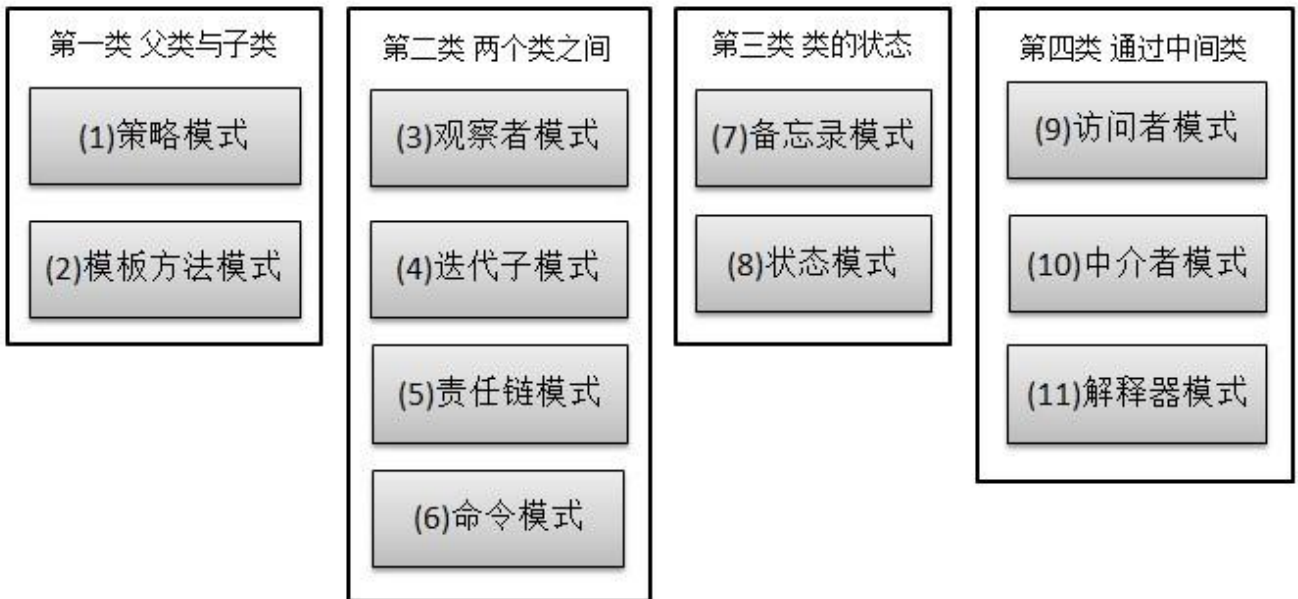 第一类 父类与子类
(1)策略模式
(2)模板方法模式
第二类 两个类之间
(3)观察者模式
(4)迭代子模式
(5)责任链模式
(6)命令模式
第三类 类的状态
(7)备忘录模式
(8)状态模式
第四类 通过中间类
(9)访问者模式
(10)中介者模式
(11)解释器模式